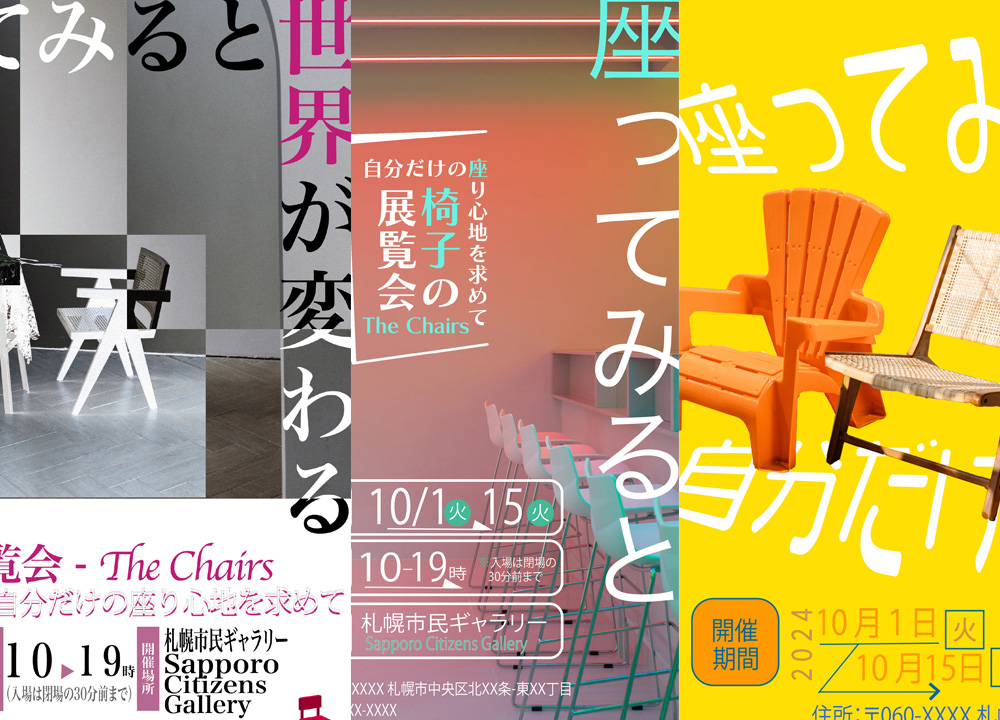 てみると
世界が変わる
覧会 - The Chairs
自分だけの座り心地を求めて
10▶19時
(入場は閉場の30分前まで)
開催場所
札幌市民ギャラリー
Sapporo
Citizens
Gallery
座ってみると
自分だけの座り心地を求めて
椅子の
展覧会
The Chairs
10/1火 15火
10-19時
※入場は閉場の
30分前まで
札幌市民ギャラリー
Sapporo Citizens Gallery
XXXX 札幌市中央区北XX条-東XX丁目
XX-XXXX
座ってみ
自分だけ
開催
期間
2024
10月1日火
10月15日
住所:〒060-XXXX 札